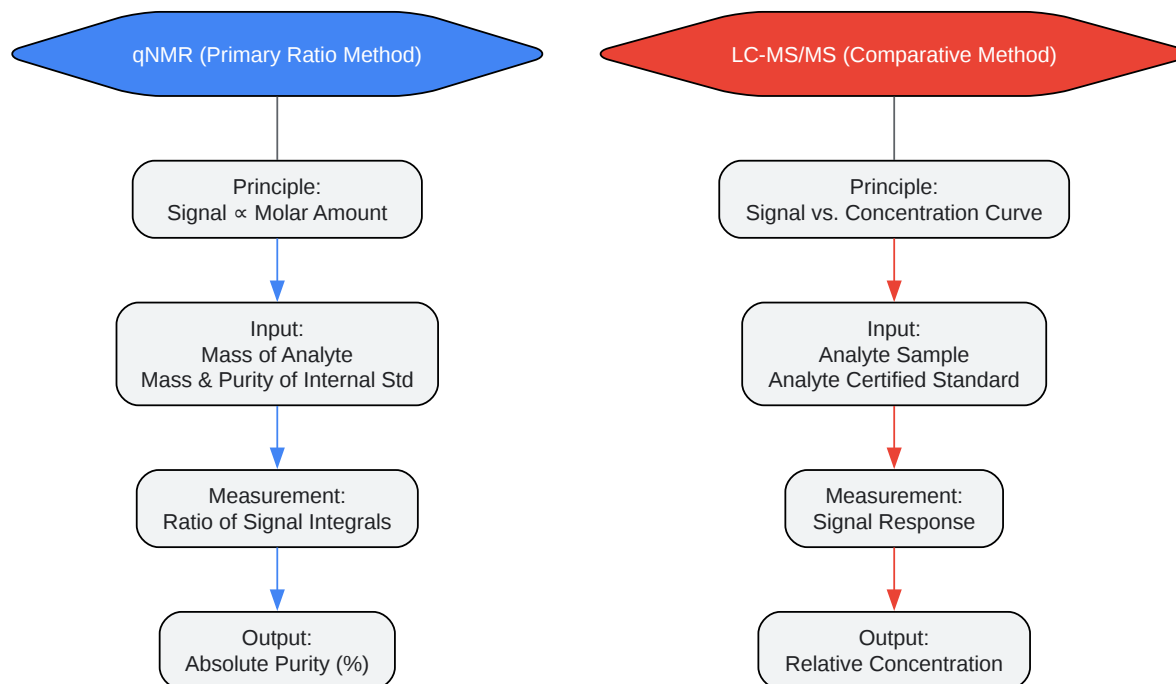 qNMR (Primary Ratio Method)
Principle:
Signal ∝ Molar Amount
Input:
Mass of Analyte
Mass & Purity of Internal Std
Measurement:
Ratio of Signal Integrals
Output:
Absolute Purity (%)
LC-MS/MS (Comparative Method)
Principle:
Signal vs. Concentration Curve
Input:
Analyte Sample
Analyte Certified Standard
Measurement:
Signal Response
Output:
Relative Concentration